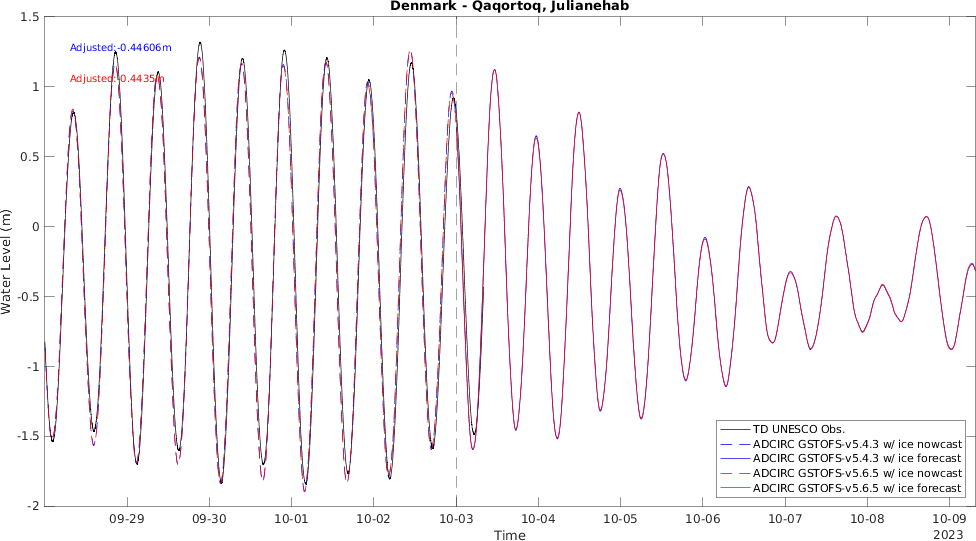 Denmark - Qaqortoq, Julianehab
1.5
1
0.5
0
-0.5
-1
-1.5
-2
Water Level (m)
Adjusted:-0.44606m
Adjusted:-0.4435m
TD UNESCO Obs.
ADCIRC GSTOFS-v5.4.3 w/ ice nowcast
ADCIRC GSTOFS-v5.4.3 w/ ice forecast
ADCIRC GSTOFS-v5.6.5 w/ ice nowcast
ADCIRC GSTOFS-v5.6.5 w/ ice forecast
09-29 09-30 10-01 10-02 10-03 10-04 10-05 10-06 10-07 10-08 10-09
Time
2023